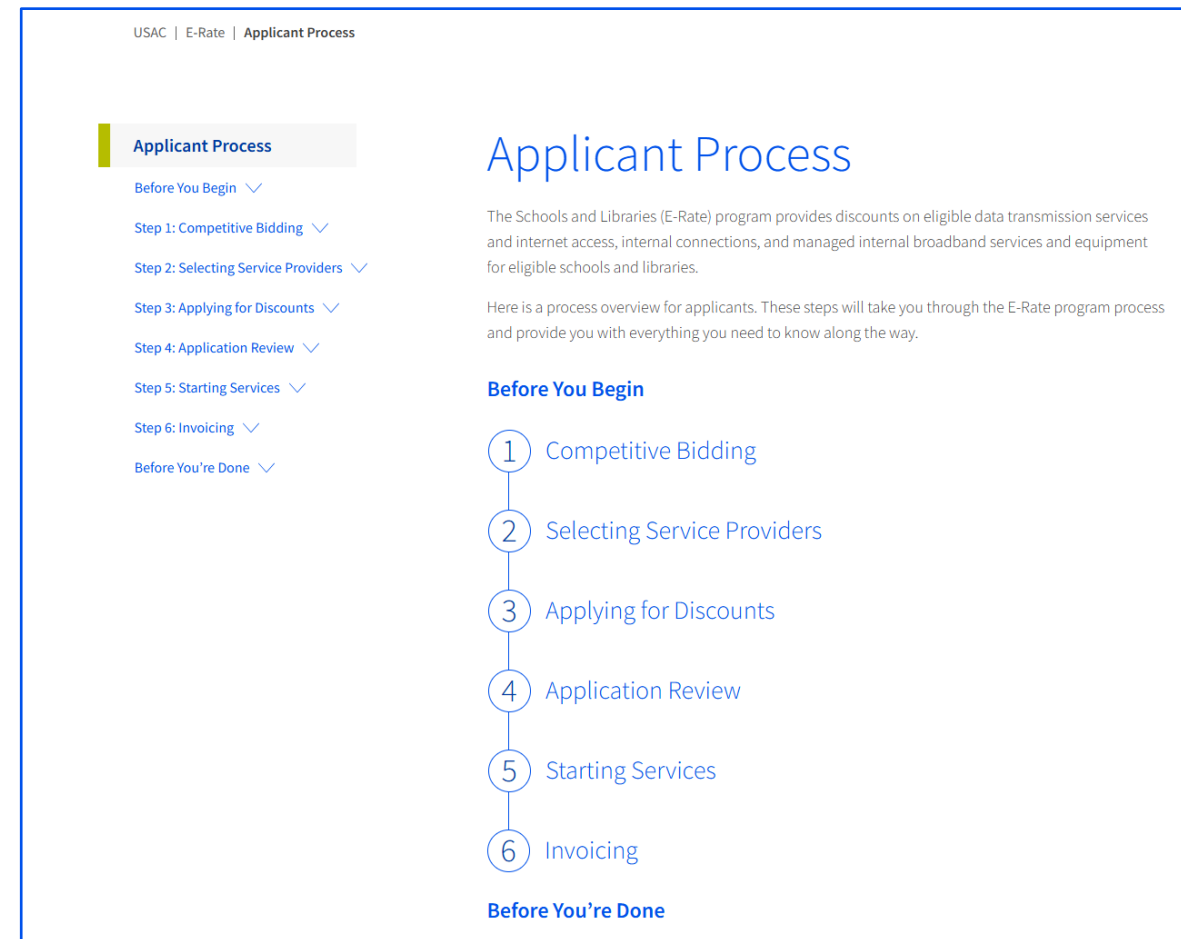 USAC | E-Rate | Applicant Process
Applicant Process
Before You Begin
Step 1: Competitive Bidding
Step 2: Selecting Service Providers
Step 3: Applying for Discounts
Step 4: Application Review
Step 5: Starting Services
Step 6: Invoicing
Before You’re Done
Applicant Process
The Schools and Libraries (E-Rate) program provides discounts on eligible data transmission services
and internet access, internal connections, and managed internal broadband services and equipment
for eligible schools and libraries.
Here is a process overview for applicants. These steps will take you through the E-Rate program process
and provide you with everything you need to know along the way.
Before You Begin
1 Competitive Bidding
2 Selecting Service Providers
3 Applying for Discounts
4 Application Review
5 Starting Services
6 Invoicing
Before You’re Done